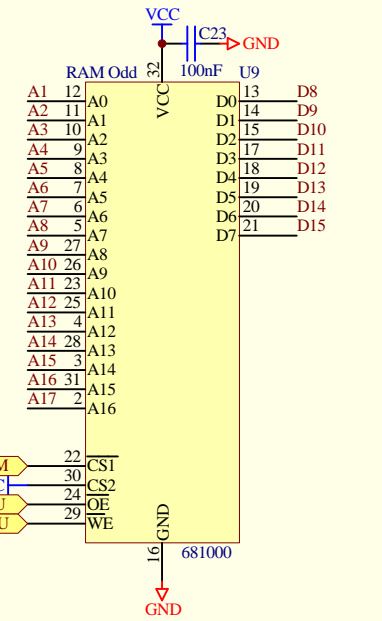 VCC
C23
GND
100nF
RAM Odd
U9
32
VCC
A1 12 A0
A2 11 A1
A3 10 A2
A4 9 A3
A5 8 A4
A6 7 A5
A7 6 A6
A8 5 A7
A9 27 A8
A10 26 A9
A11 23 A10
A12 25 A11
A13 4 A12
A14 28 A13
A15 3 A14
A16 31 A15
A17 2 A16
D0 13 D8
D1 14 D9
D2 15 D10
D3 17 D11
D4 18 D12
D5 19 D13
D6 20 D14
D7 21 D15
M 22 CS1
C 30 CS2
U 24 OE
U 29 WE
GND
16
681000
GND